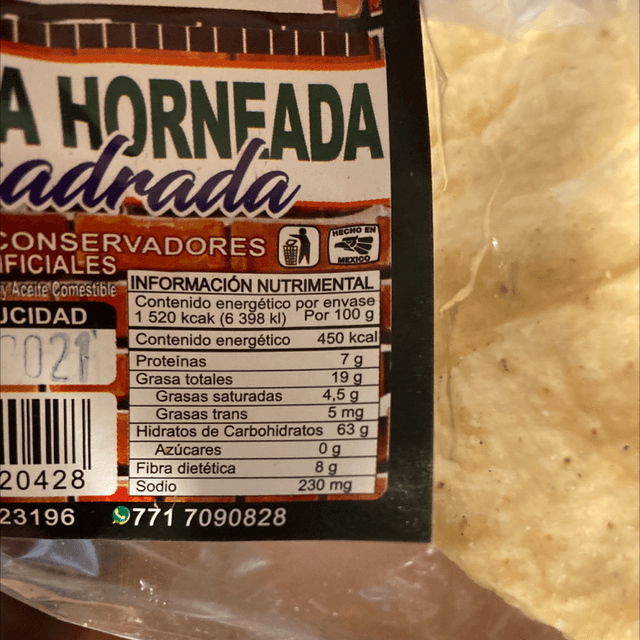 A HORNEADA
adrada
CONSERVADORES
IFICIALES
HECHO EN
MEXICO
y Aceite Comestible
UCIDAD
2021
20428
INFORMACIÓN NUTRIMENTAL
Contenido energético por envase
1 520 kcak (6 398 kl) Por 100 g
Contenido energético 450 kcal
Proteínas 7 g
Grasa totales 19 g
Grasas saturadas 4,5 g
Grasas trans 5 mg
Hidratos de Carbohidratos 63 g
Azúcares 0 g
Fibra dietética 8 g
Sodio 230 mg
23196 771 7090828